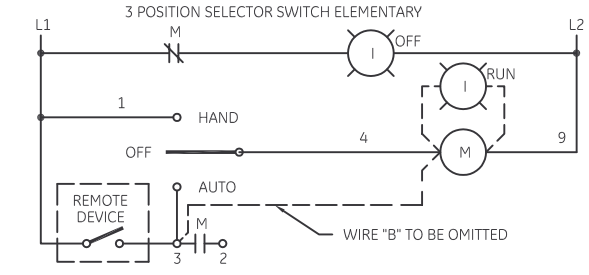 3 POSITION SELECTOR SWITCH ELEMENTARY
L1
L2
M
I
OFF
I
RUN
1
HAND
OFF
4
M
9
AUTO
REMOTE
DEVICE
M
3
2
WIRE "B" TO BE OMITTED